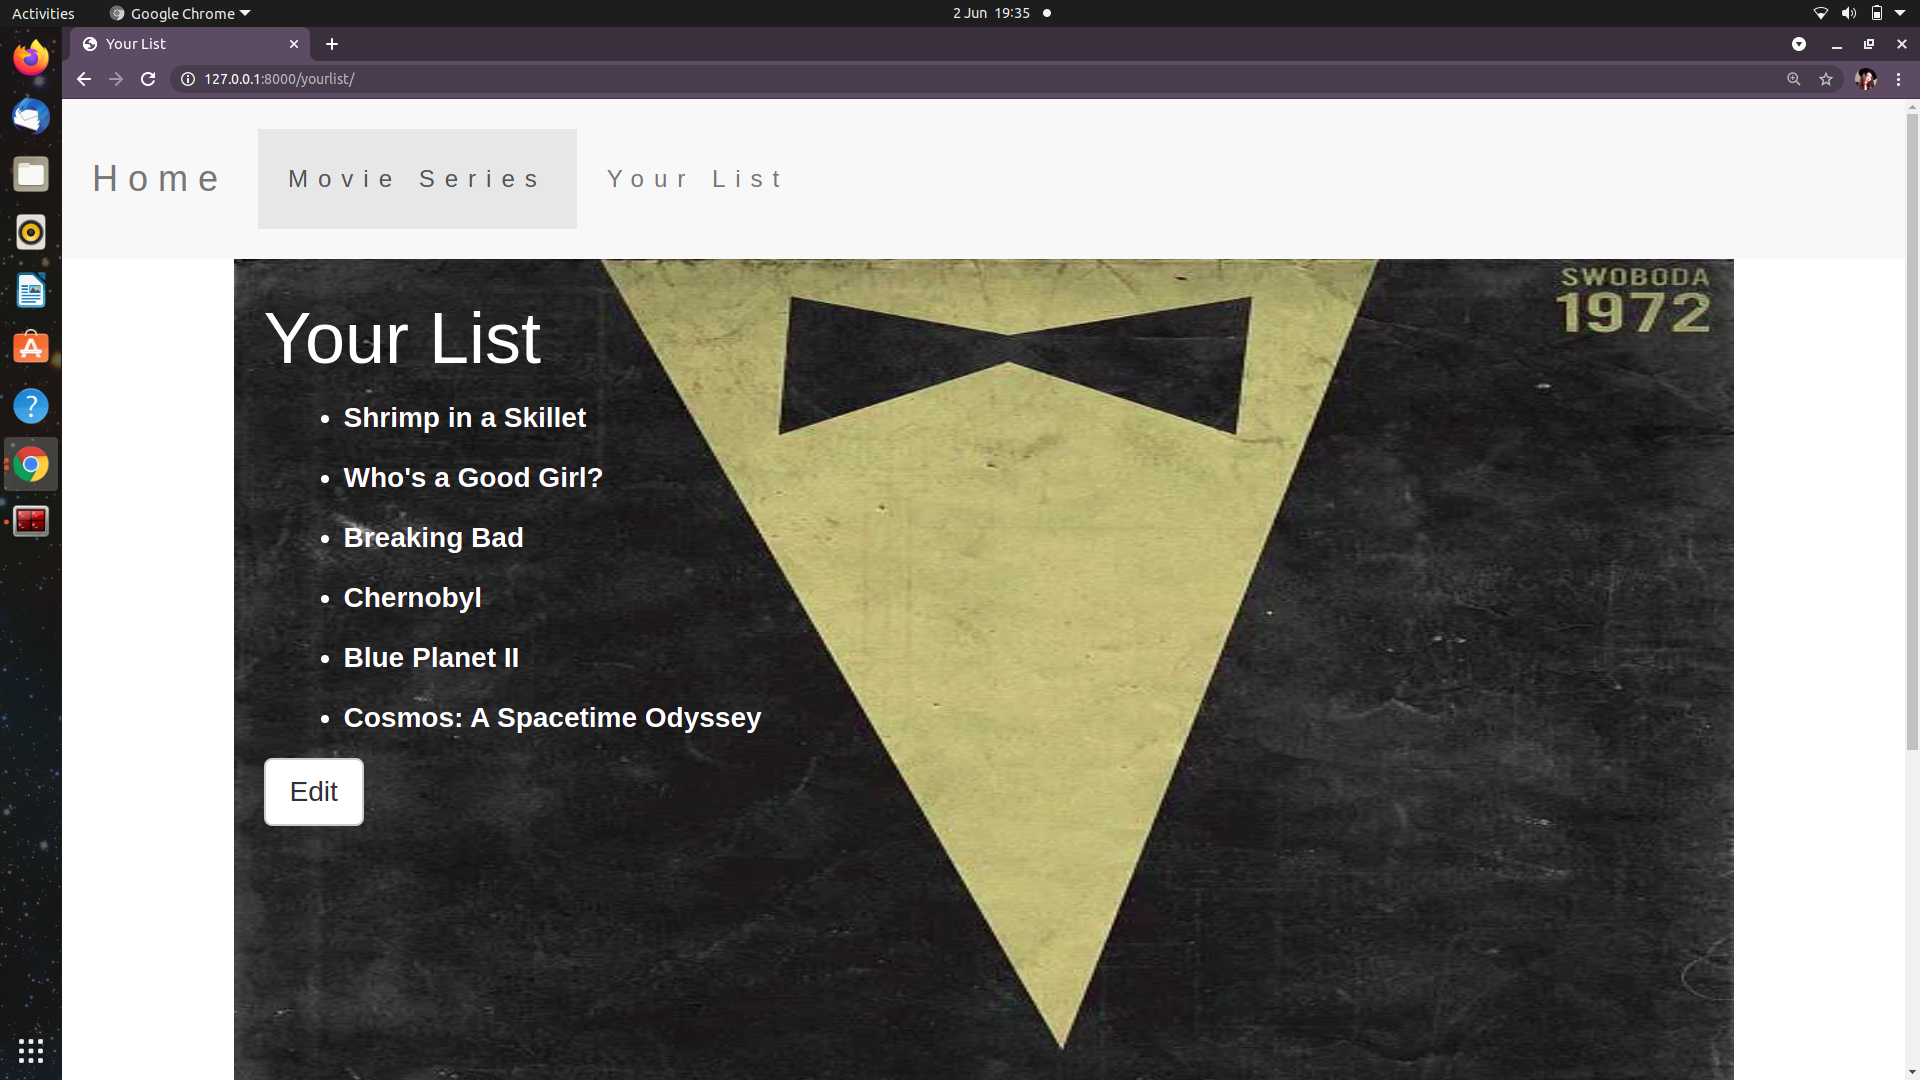 Activities
Google Chrome
2 Jun 19:35
Your List
127.0.0.1:8000/yourlist/
Home
Movie Series
Your List
SWOBODA
1972
Your List
Shrimp in a Skillet
Who's a Good Girl?
Breaking Bad
Chernobyl
Blue Planet II
Cosmos: A Spacetime Odyssey
Edit